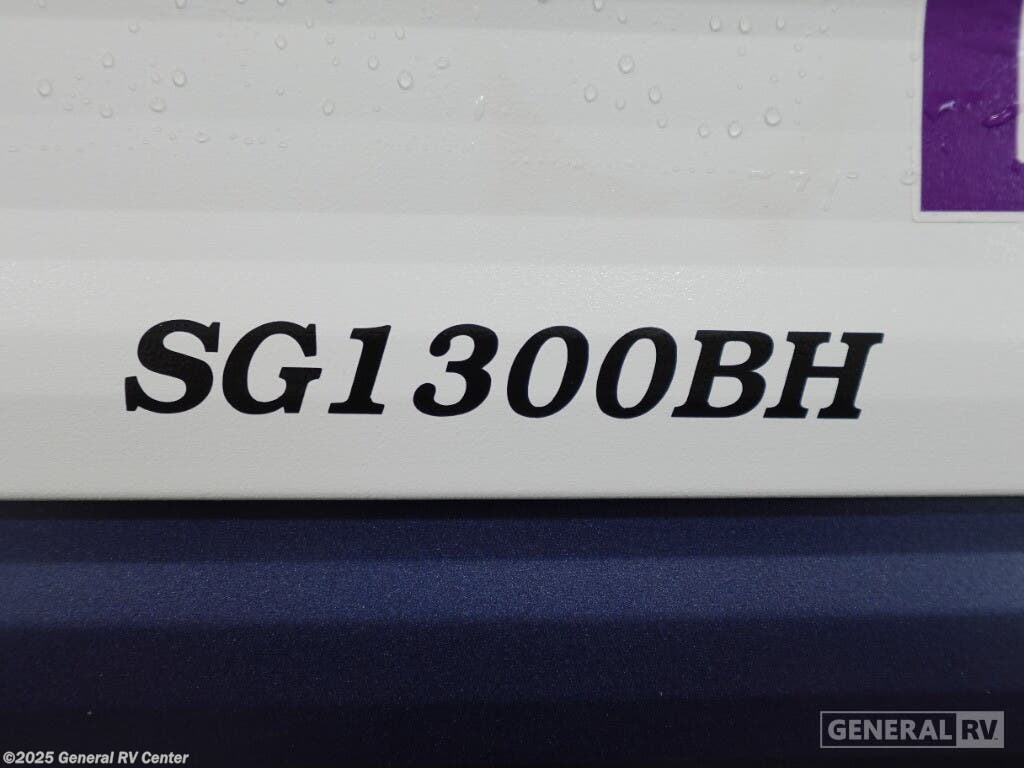 SG1300BH
GENERAL RV
©2025 General RV Center